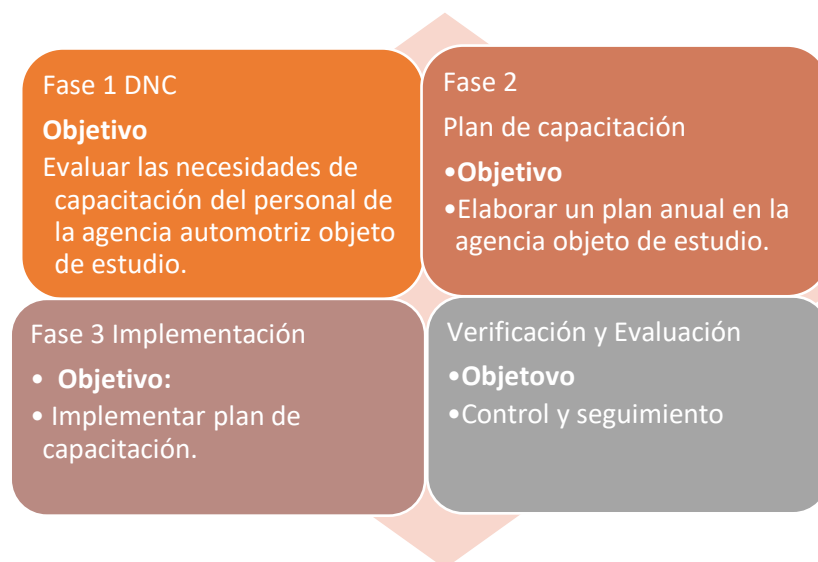 Fase 1 DNC
Objetivo
Evaluar las necesidades de
capacitación del personal de
la agencia automotriz objeto
de estudio.
Fase 2
Plan de capacitación
•Objetivo
•Elaborar un plan anual en la
agencia objeto de estudio.
Fase 3 Implementación
• Objetivo:
• Implementar plan de
capacitación.
Verificación y Evaluación
•Objetovo
•Control y seguimiento